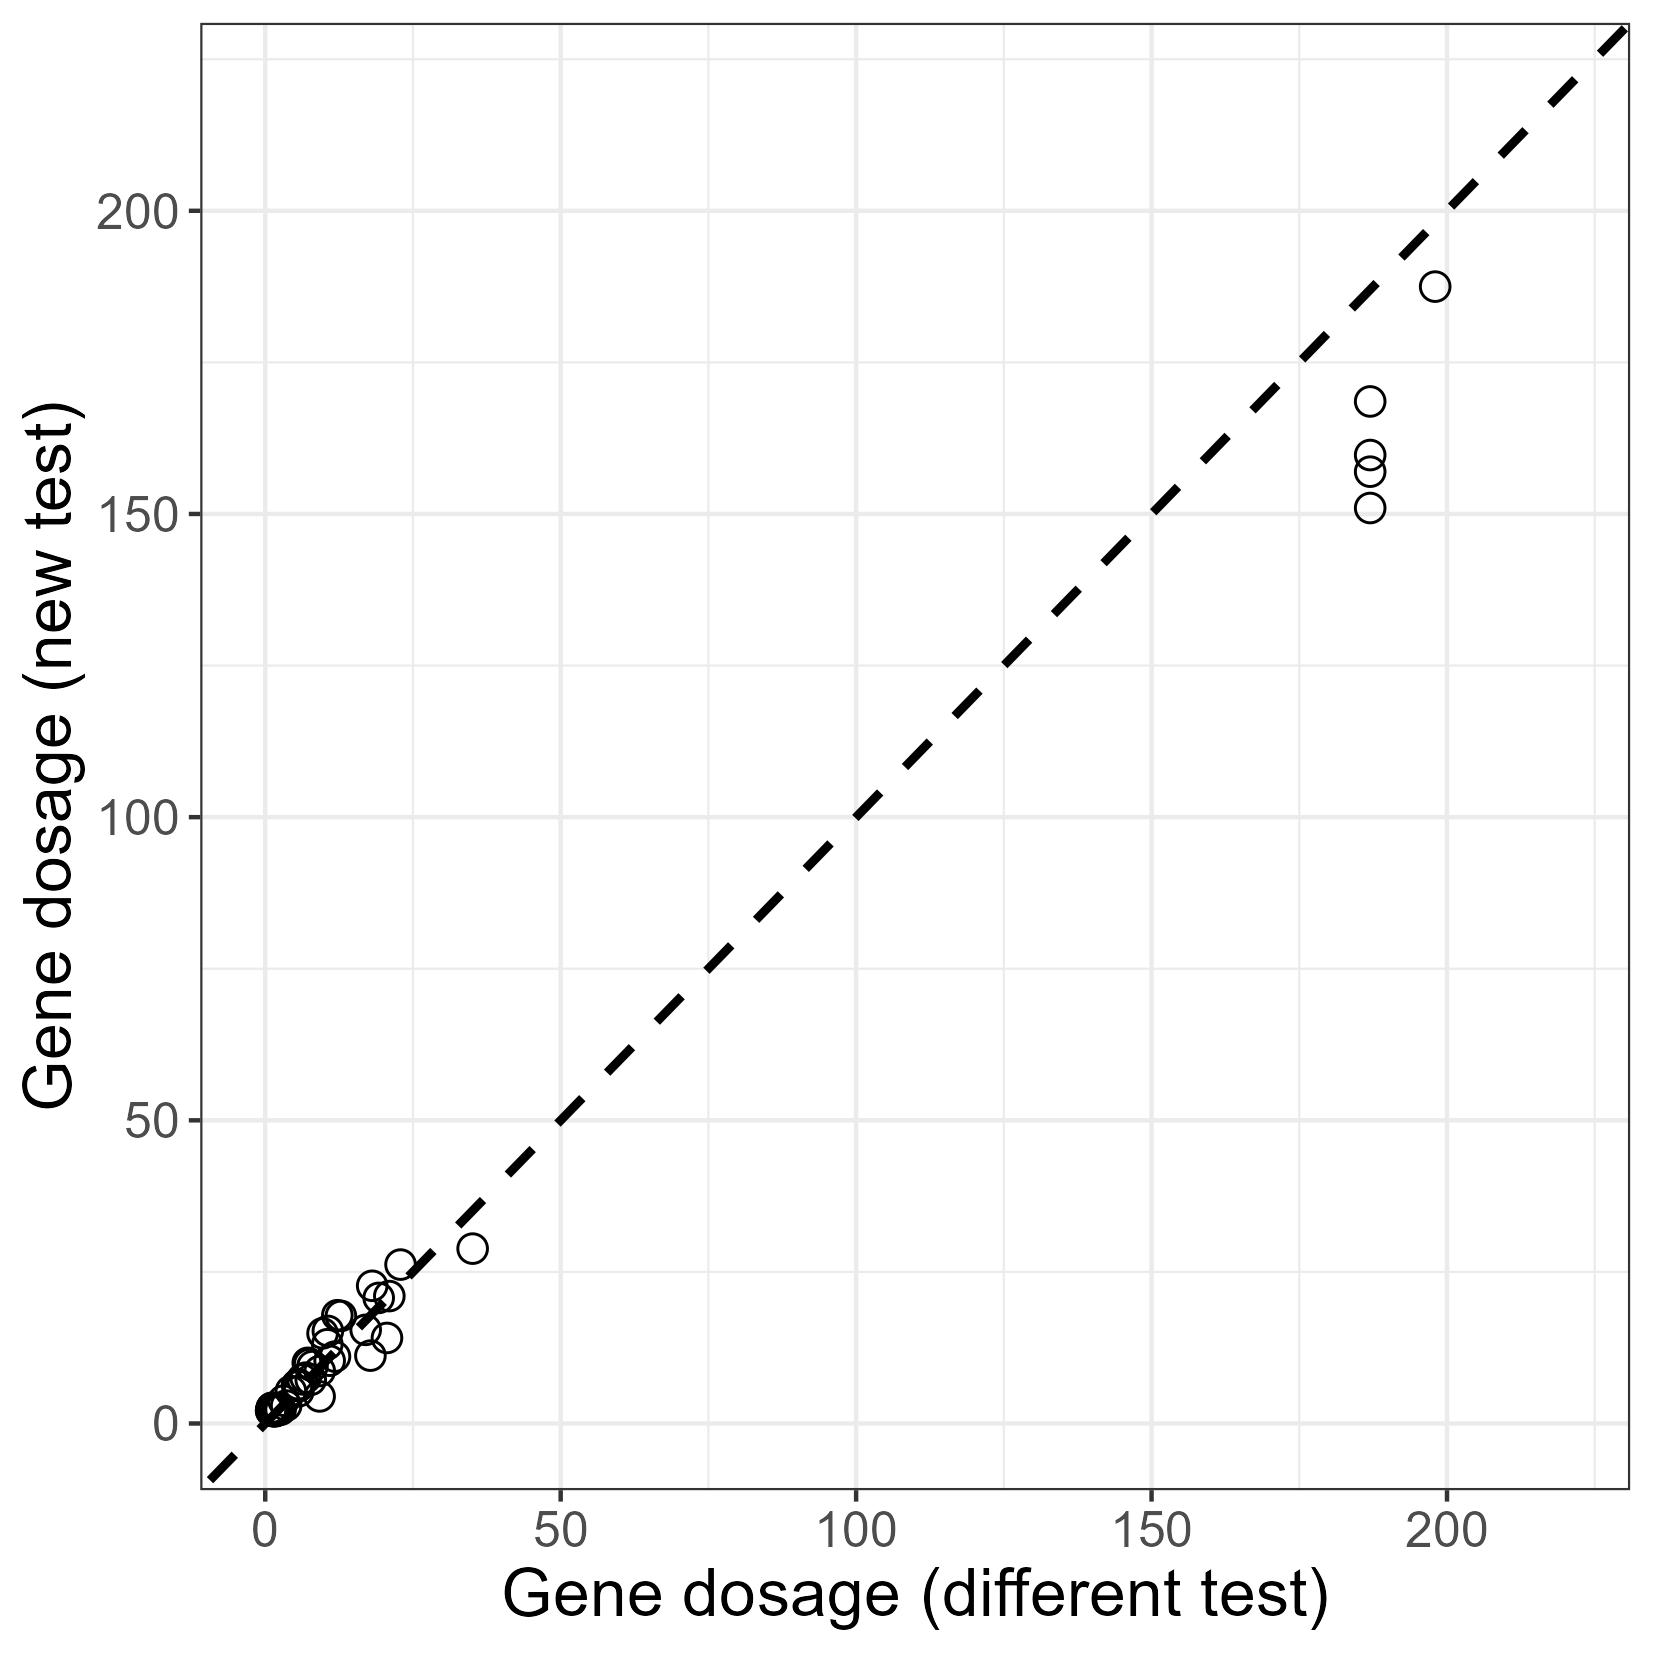 Gene dosage (new test)
200
150
100
50
0
0 50 100 150 200
Gene dosage (different test)